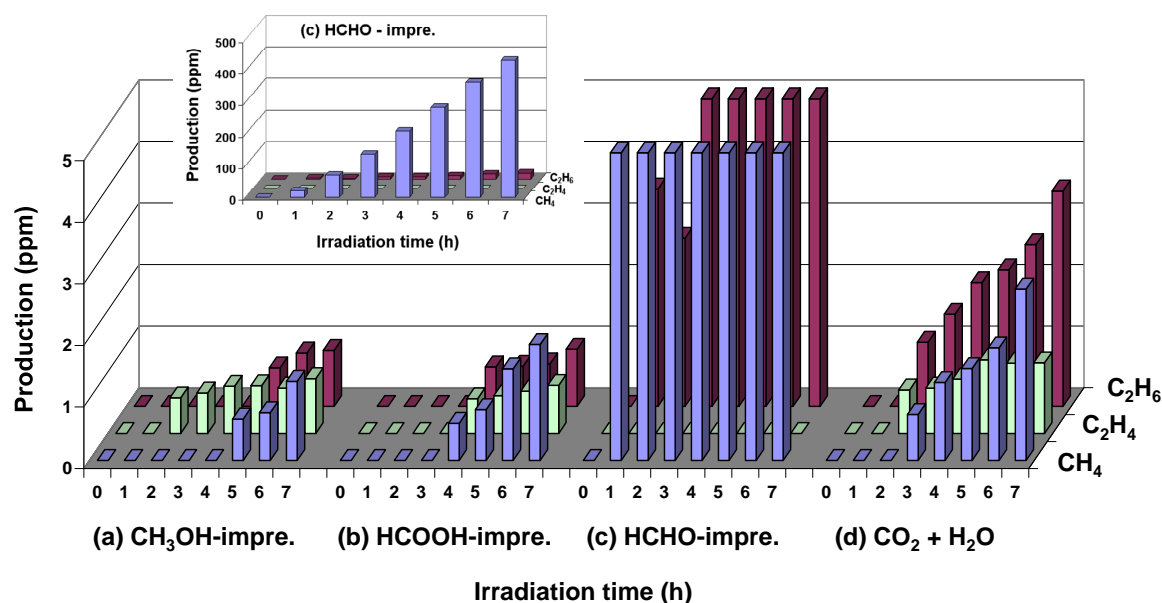 (c) HCHO - impre.
Production (ppm)
500
400
300
200
100
0
0 1 2 3 4 5 6 7
C₂H₆
C₂H₄
CH₄
Irradiation time (h)
Production (ppm)
5
4
3
2
1
0
C₂H₆
C₂H₄
CH₄
0 1 2 3 4 5 6 7 0 1 2 3 4 5 6 7 0 1 2 3 4 5 6 7 0 1 2 3 4 5 6 7
(a) CH₃OH-impre. (b) HCOOH-impre. (c) HCHO-impre. (d) CO₂ + H₂O
Irradiation time (h)